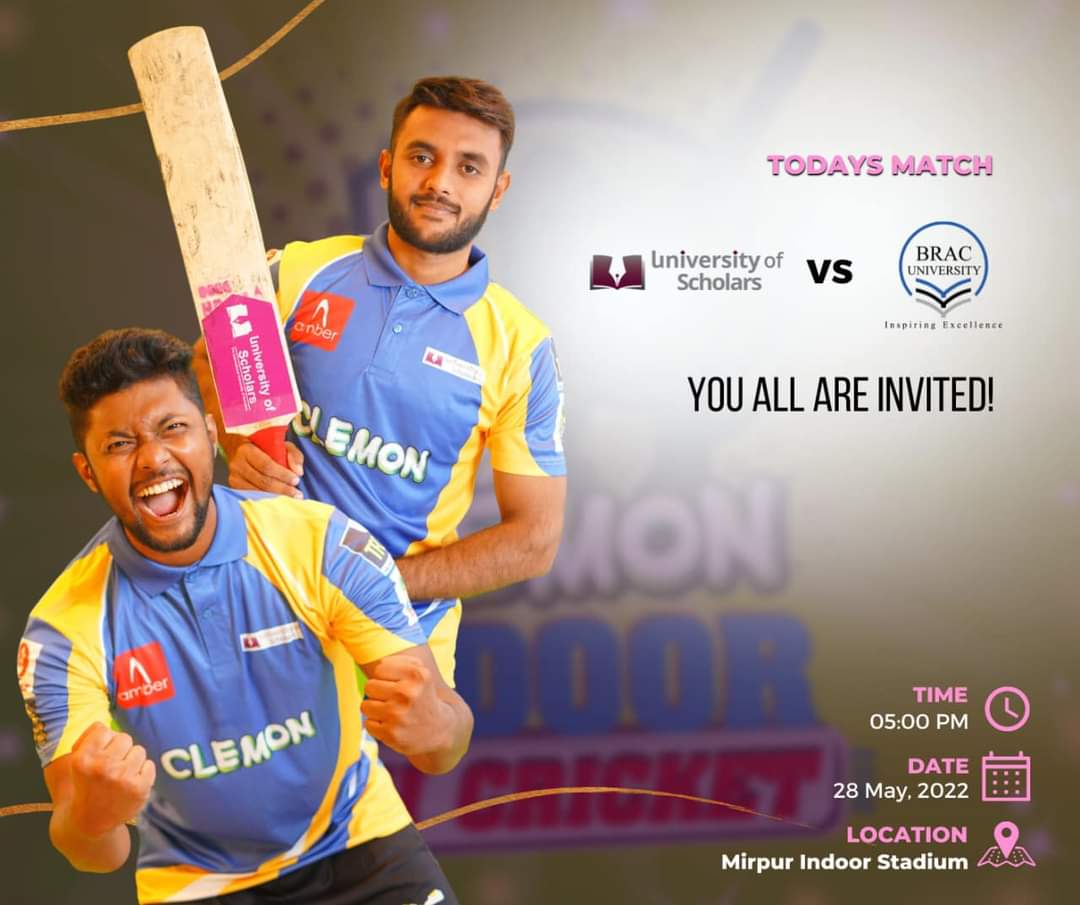 TODAYS MATCH
University of
Scholars
VS
BRAC
UNIVERSITY
Inspiring Excellence
YOU ALL ARE INVITED!
University of
Scholars
amber
CLEMON
amber
CLEMON
MON
DOOR
CRICKET
TIME
05:00 PM
DATE
28 May, 2022
LOCATION
Mirpur Indoor Stadium